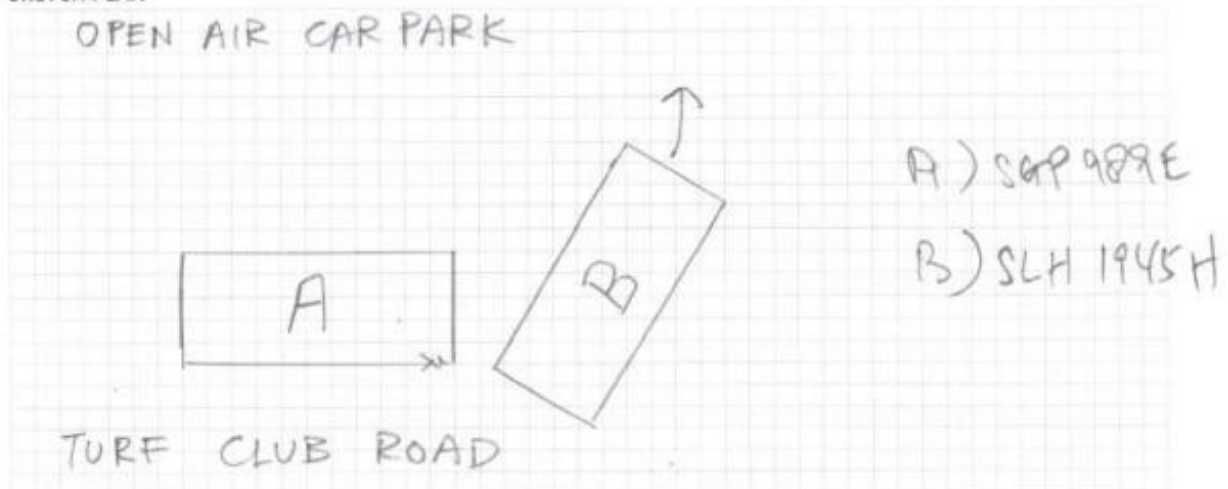 OPEN AIR CAR PARK
A) SGP 989E
A
B
B) SLH 1945H
TURF CLUB ROAD